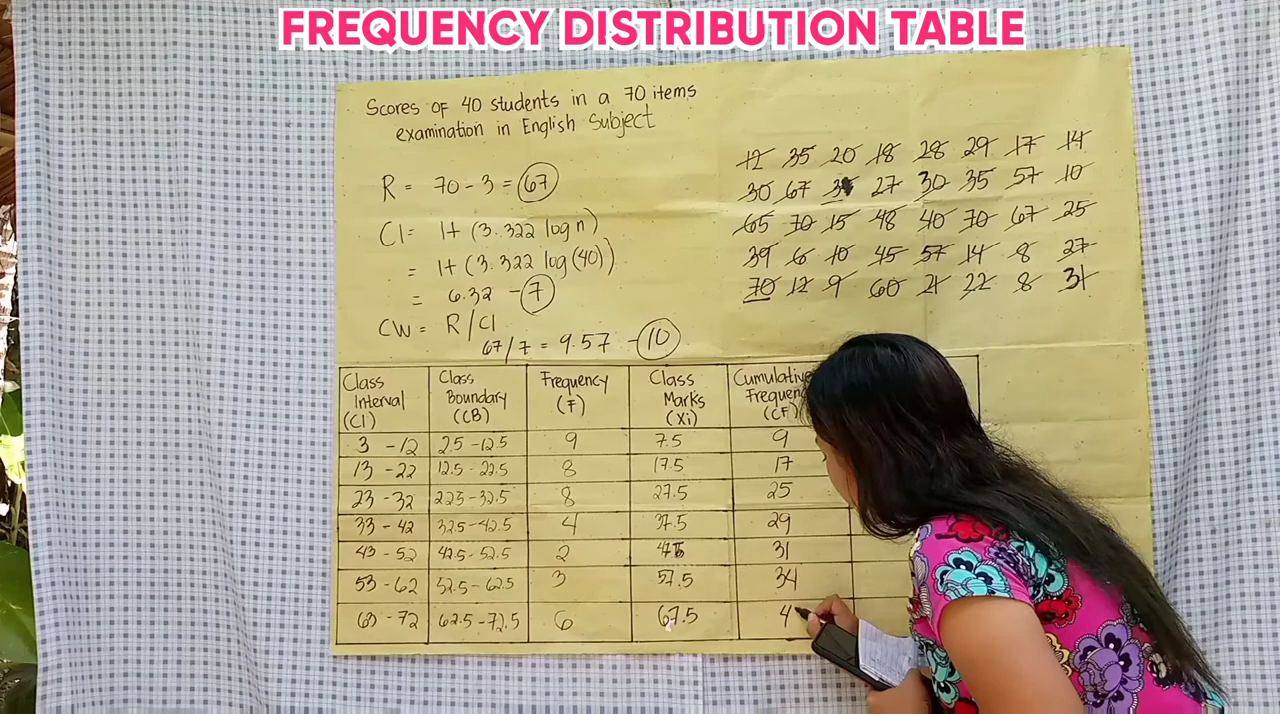 FREQUENCY DISTRIBUTION TABLE
Scores of 40 students in a 70 items
examination in English Subject
R = 70 - 3 = 67
CI = 1+ (3.322 log n)
= 1+ (3.322 log (40))
= 6.32 - 7
CW = R/CI
67/7 = 9.57 - 10
12 35 20 18 28 29 17 14
30 67 27 30 35 57 10
65 70 15 48 40 70 67 25
39 6 10 45 57 14 8 27
70 12 9 60 21 22 8 31
Class Interval (CI) Class Boundary (CB) Frequency (F) Class Marks (Xi) Cumulative (CF)
3 - 12 2.5 - 12.5 9 7.5 9
13 - 22 12.5 - 22.5 8 17.5 17
23 - 32 22.5 - 32.5 8 27.5 25
33 - 42 32.5 - 42.5 4 37.5 29
43 - 52 42.5 - 52.5 2 31
53 - 62 52.5 - 62.5 3 57.5 34
63 - 72 62.5 - 72.5 6 67.5 4